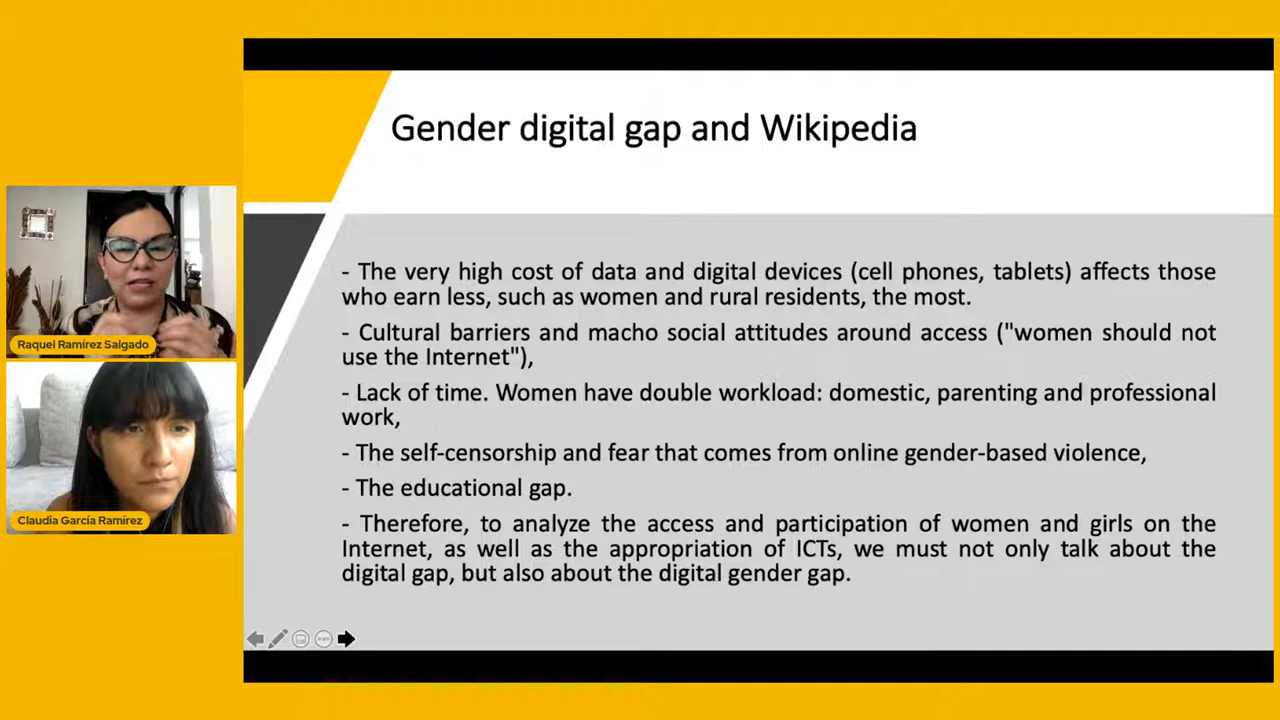 Gender digital gap and Wikipedia
- The very high cost of data and digital devices (cell phones, tablets) affects those
who earn less, such as women and rural residents, the most.
- Cultural barriers and macho social attitudes around access ("women should not
use the Internet"),
- Lack of time. Women have double workload: domestic, parenting and professional
work,
- The self-censorship and fear that comes from online gender-based violence,
- The educational gap.
- Therefore, to analyze the access and participation of women and girls on the
Internet, as well as the appropriation of ICTs, we must not only talk about the
digital gap, but also about the digital gender gap.
Raquel Ramírez Salgado
Claudia García Ramírez